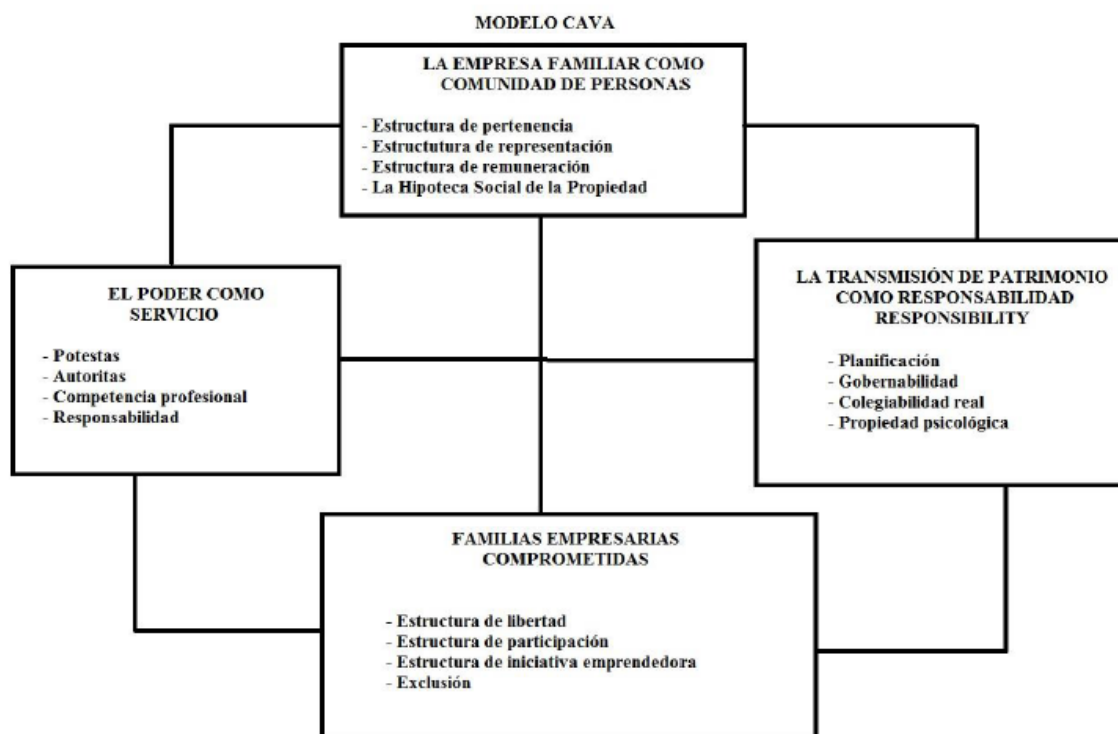 MODELO CAVA
LA EMPRESA FAMILIAR COMO
COMUNIDAD DE PERSONAS
- Estructura de pertenencia
- Estructutura de representación
- Estructura de remuneración
- La Hipoteca Social de la Propiedad
EL PODER COMO
SERVICIO
- Potestas
- Autoritas
- Competencia profesional
- Responsabilidad
LA TRANSMISIÓN DE PATRIMONIO
COMO RESPONSABILIDAD
RESPONSIBILITY
- Planificación
- Gobernabilidad
- Colegiabilidad real
- Propiedad psicológica
FAMILIAS EMPRESARIAS
COMPROMETIDAS
- Estructura de libertad
- Estructura de participación
- Estructura de iniciativa emprendedora
- Exclusión